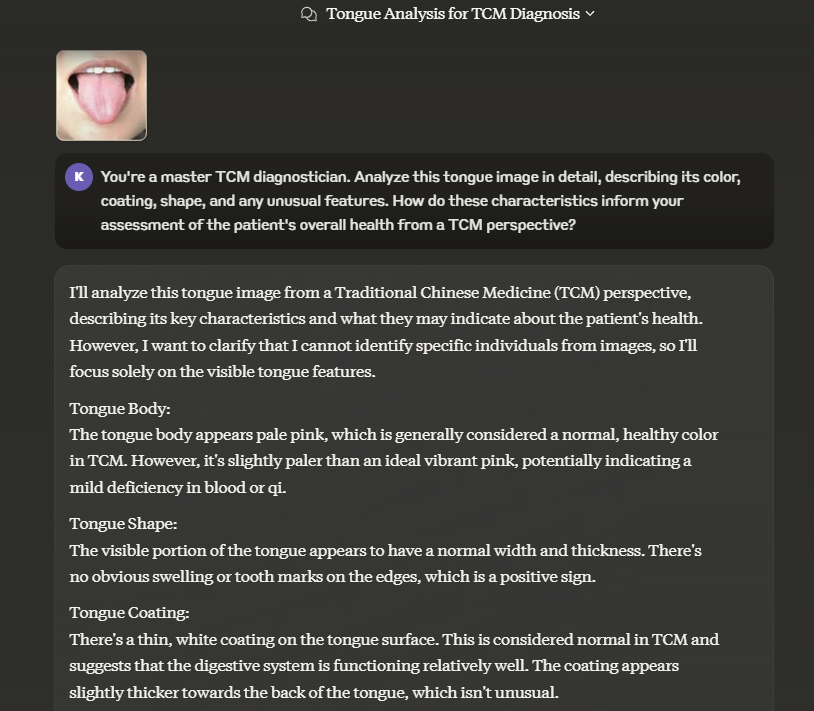 Tongue Analysis for TCM Diagnosis
K
You're a master TCM diagnostician. Analyze this tongue image in detail, describing its color,
coating, shape, and any unusual features. How do these characteristics inform your
assessment of the patient's overall health from a TCM perspective?
I'll analyze this tongue image from a Traditional Chinese Medicine (TCM) perspective,
describing its key characteristics and what they may indicate about the patient's health.
However, I want to clarify that I cannot identify specific individuals from images, so I'll
focus solely on the visible tongue features.
Tongue Body:
The tongue body appears pale pink, which is generally considered a normal, healthy color
in TCM. However, it's slightly paler than an ideal vibrant pink, potentially indicating a
mild deficiency in blood or qi.
Tongue Shape:
The visible portion of the tongue appears to have a normal width and thickness. There's
no obvious swelling or tooth marks on the edges, which is a positive sign.
Tongue Coating:
There's a thin, white coating on the tongue surface. This is considered normal in TCM and
suggests that the digestive system is functioning relatively well. The coating appears
slightly thicker towards the back of the tongue, which isn't unusual.